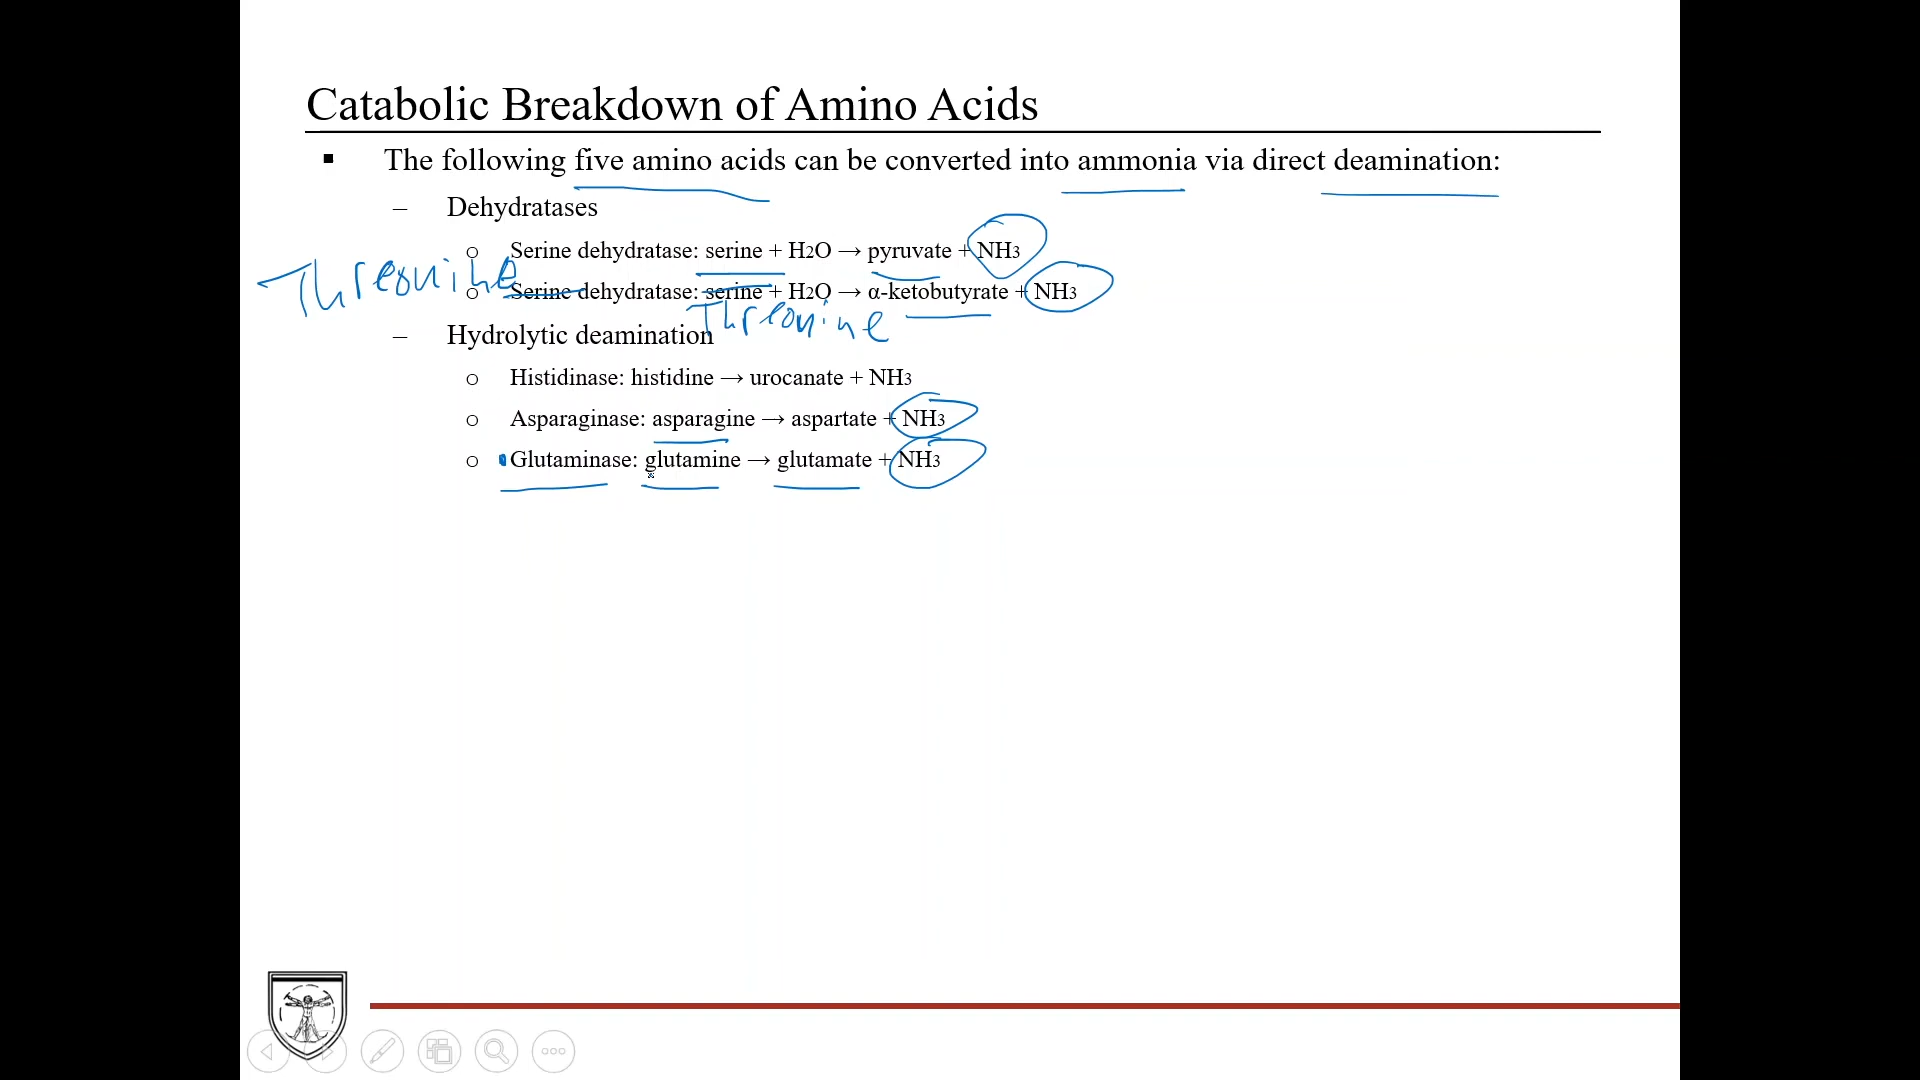 Catabolic Breakdown of Amino Acids
▪ The following five amino acids can be converted into ammonia via direct deamination:
– Dehydratases
o Serine dehydratase: serine + H2O → pyruvate + NH3
Threonine
o Serine dehydratase: serine + H2O → α-ketobutyrate + NH3
Threonine
– Hydrolytic deamination
o Histidinase: histidine → urocanate + NH3
o Asparaginase: asparagine → aspartate + NH3
o Glutaminase: glutamine → glutamate + NH3